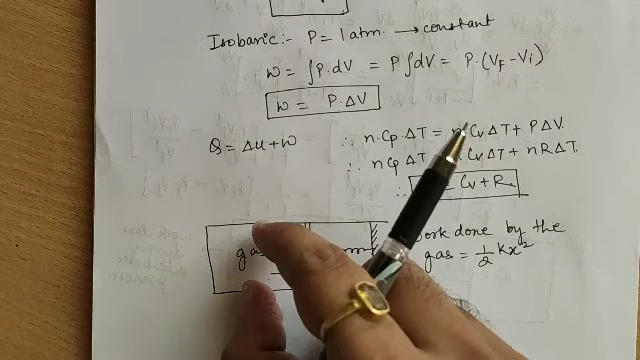 Isobaric:- P = 1 atm. → constant
W = ∫P.dV = P∫dV = P.(VF - Vi)
W = P.ΔV
Q = Δu + W ∴ n.Cp.ΔT = n Cv ΔT + PΔV.
∴ nCp ΔT Cv ΔT + nRΔT.
∴ = Cv + R
work done by the
gas gas = 1/2 kx²